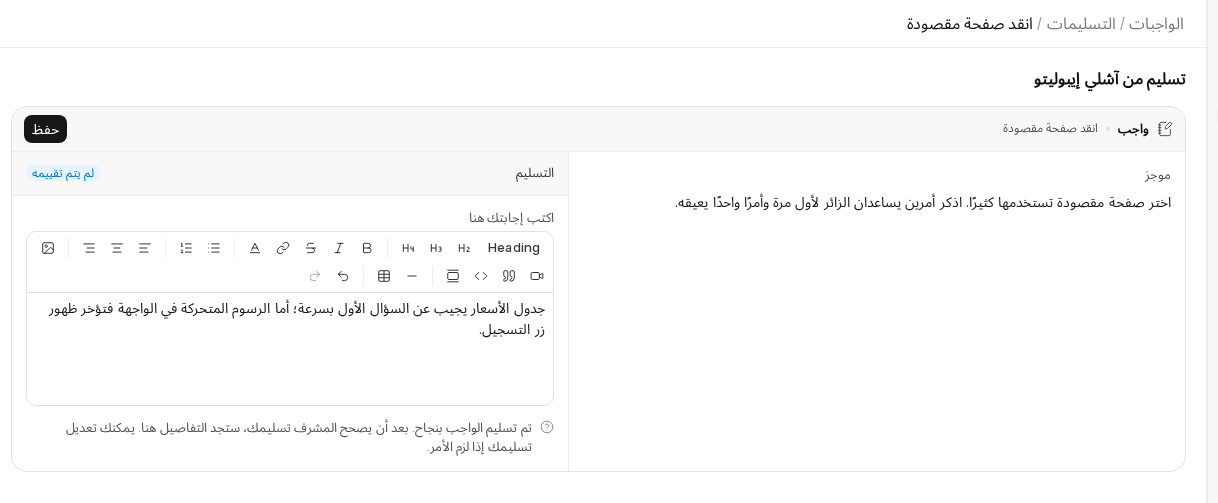 الواجبات / التسليمات / انقد صفحة مقصودة
تسليم من آشلي إيبوليتو
واجب • انقد صفحة مقصودة
حفظ
موجز
اختر صفحة مقصودة تستخدمها كثيرًا. اذكر أمرين يساعدان الزائر لأول مرة وأمرًا واحدًا يعيقه.
التسليم
لم يتم تقييمه
اكتب إجابتك هنا
Heading H2 H3 H4 B I S A
جدول الأسعار يجيب عن السؤال الأول بسرعة؛ أما الرسوم المتحركة في الواجهة فتؤخر ظهور
زر التسجيل.
تم تسليم الواجب بنجاح. بعد أن يصحح المشرف تسليمك، ستجد التفاصيل هنا. يمكنك تعديل
تسليمك إذا لزم الأمر.